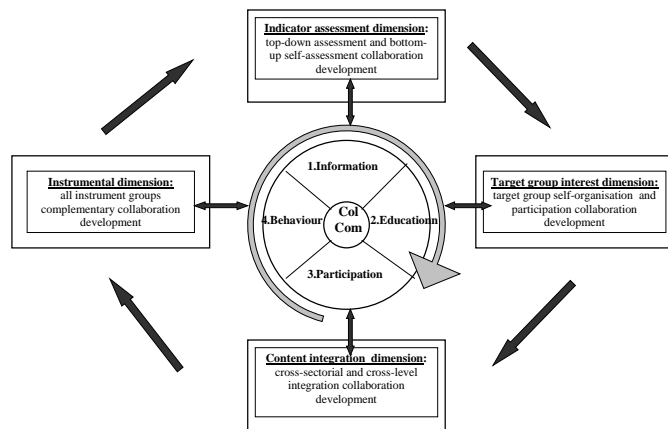 Indicator assessment dimension:
top-down assessment and bottom-
up self-assessment collaboration
development
1.Information
Instrumental dimension:
all instrument groups
complementary collaboration
development
4.Behaviour
Col
Com
2.Educationn
Target group interest dimension:
target group self-organisation and
participation collaboration
development
3.Participation
Content integration dimension:
cross-sectorial and cross-level
integration collaboration
development